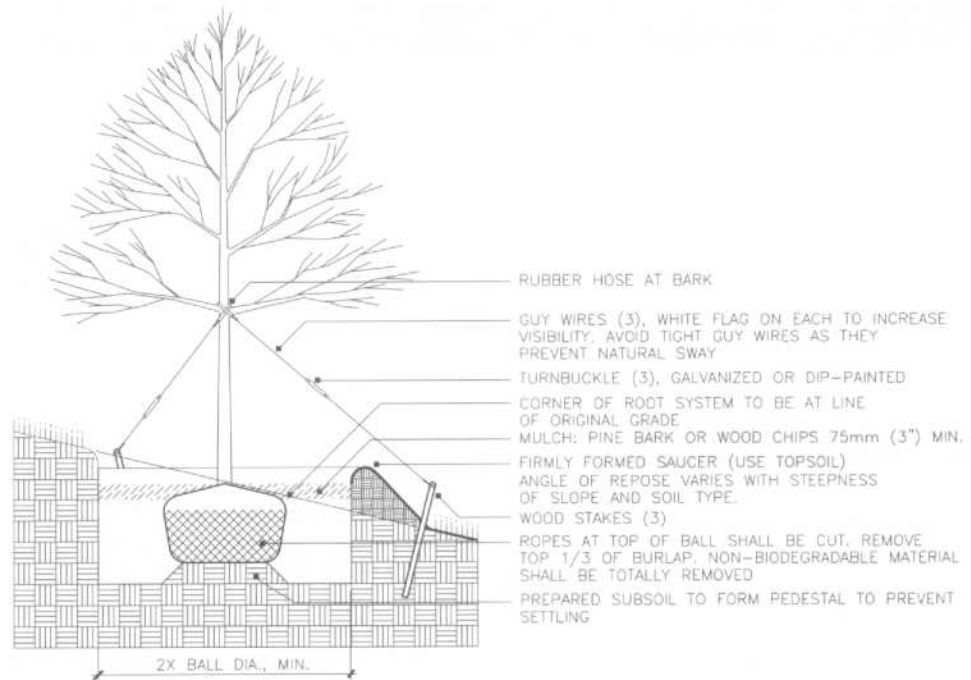 RUBBER HOSE AT BARK
GUY WIRES (3), WHITE FLAG ON EACH TO INCREASE
VISIBILITY. AVOID TIGHT GUY WIRES AS THEY
PREVENT NATURAL SWAY
TURNBUCKLE (3), GALVANIZED OR DIP-PAINTED
CORNER OF ROOT SYSTEM TO BE AT LINE
OF ORIGINAL GRADE
MULCH: PINE BARK OR WOOD CHIPS 75mm (3") MIN.
FIRMLY FORMED SAUCER (USE TOPSOIL)
ANGLE OF REPOSE VARIES WITH STEEPNESS
OF SLOPE AND SOIL TYPE.
WOOD STAKES (3)
ROPES AT TOP OF BALL SHALL BE CUT. REMOVE
TOP 1/3 OF BURLAP. NON-BIODEGRADABLE MATERIAL
SHALL BE TOTALLY REMOVED
PREPARED SUBSOIL TO FORM PEDESTAL TO PREVENT
SETTLING
2X BALL DIA., MIN.